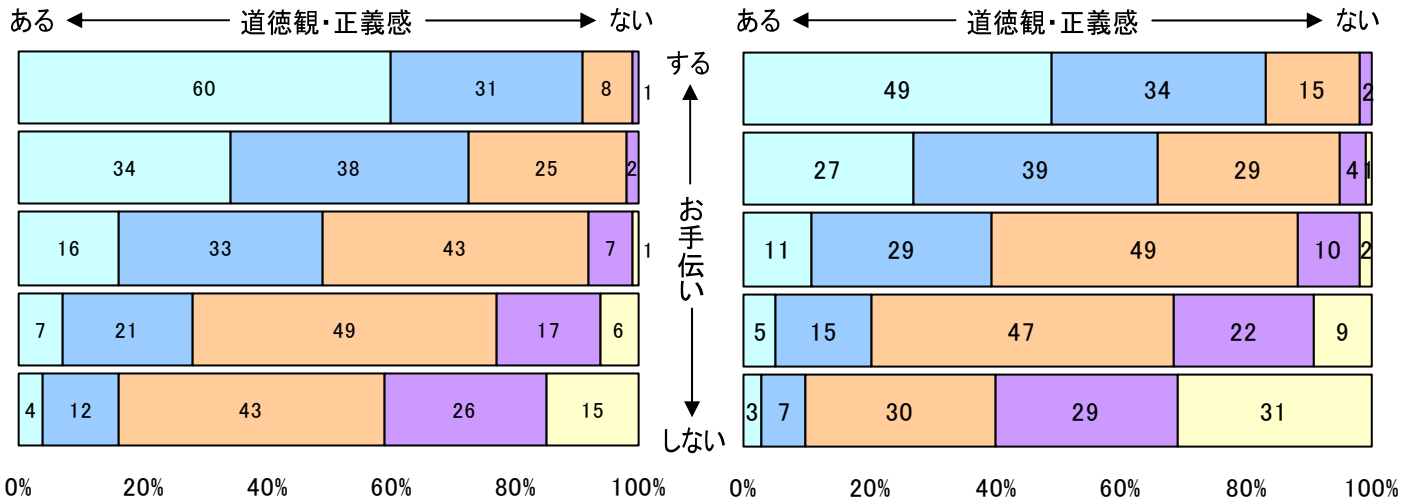 ある 道徳観・正義感 ない
60 31 8 1
34 38 25 2
16 33 43 7 1
7 21 49 17 6
4 12 43 26 15
0% 20% 40% 60% 80% 100%
する
お手伝い
しない
ある 道徳観・正義感 ない
49 34 15 2
27 39 29 4 1
11 29 49 10 2
5 15 47 22 9
3 7 30 29 31
0% 20% 40% 60% 80% 100%